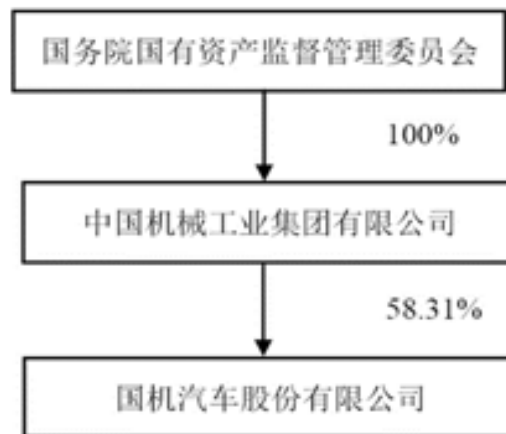 国务院国有资产监督管理委员会
100%
中国机械工业集团有限公司
58.31%
国机汽车股份有限公司